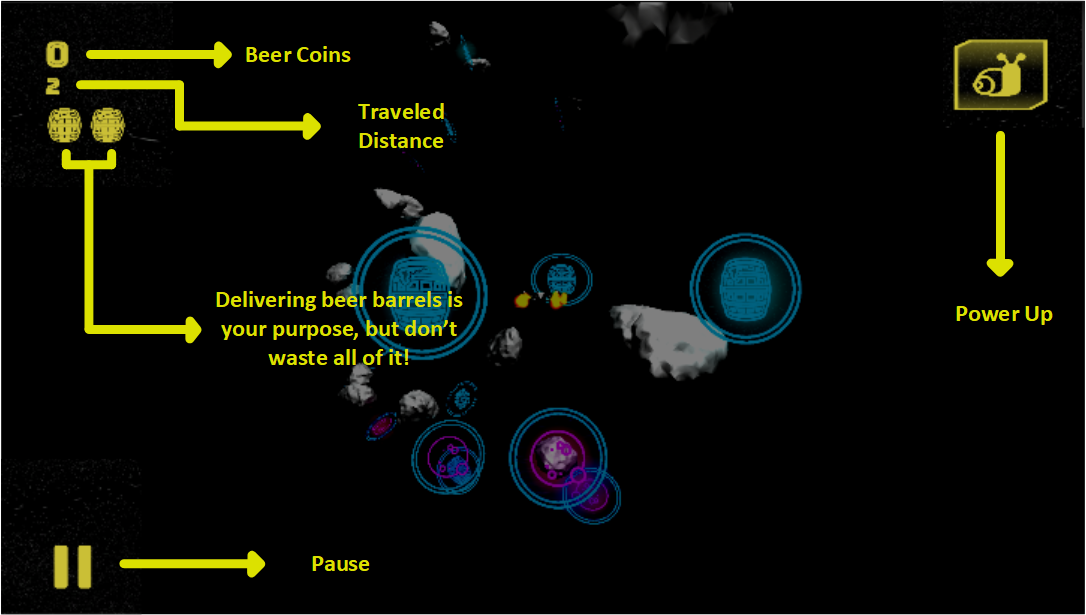 0
Beer Coins
2
Traveled
Distance
Delivering beer barrels is
your purpose, but don't
waste all of it!
Power Up
Pause